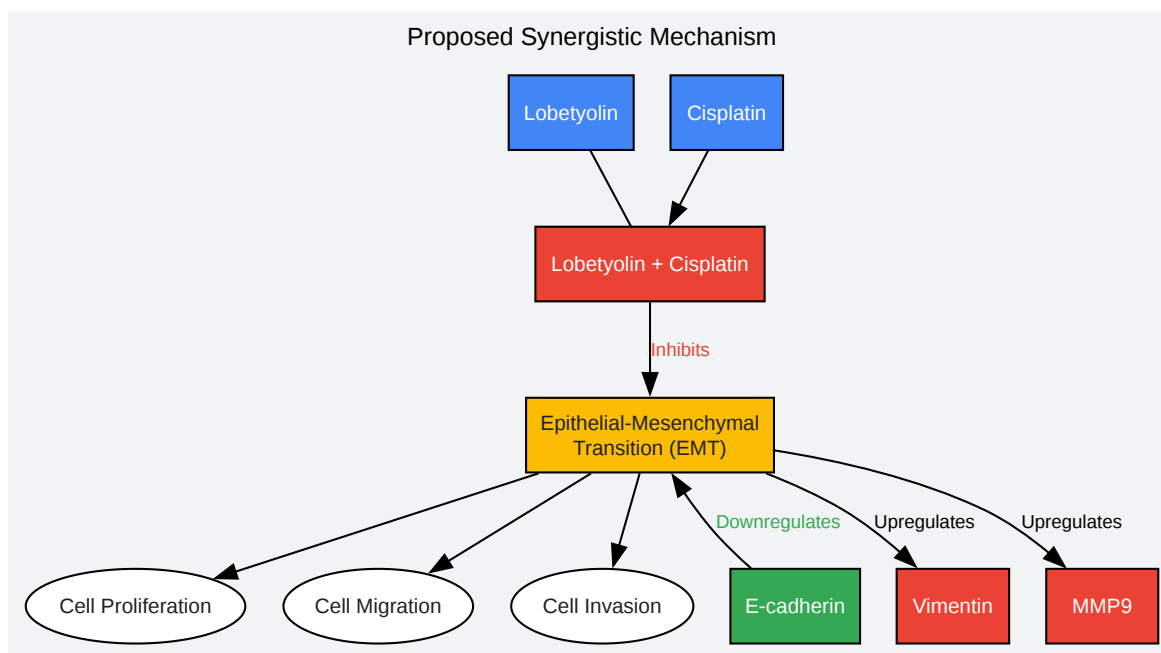 Proposed Synergistic Mechanism
Lobetyolin
Cisplatin
Lobetyolin + Cisplatin
Inhibits
Epithelial-Mesenchymal
Transition (EMT)
Downregulates
Upregulates
Upregulates
Cell Proliferation
Cell Migration
Cell Invasion
E-cadherin
Vimentin
MMP9